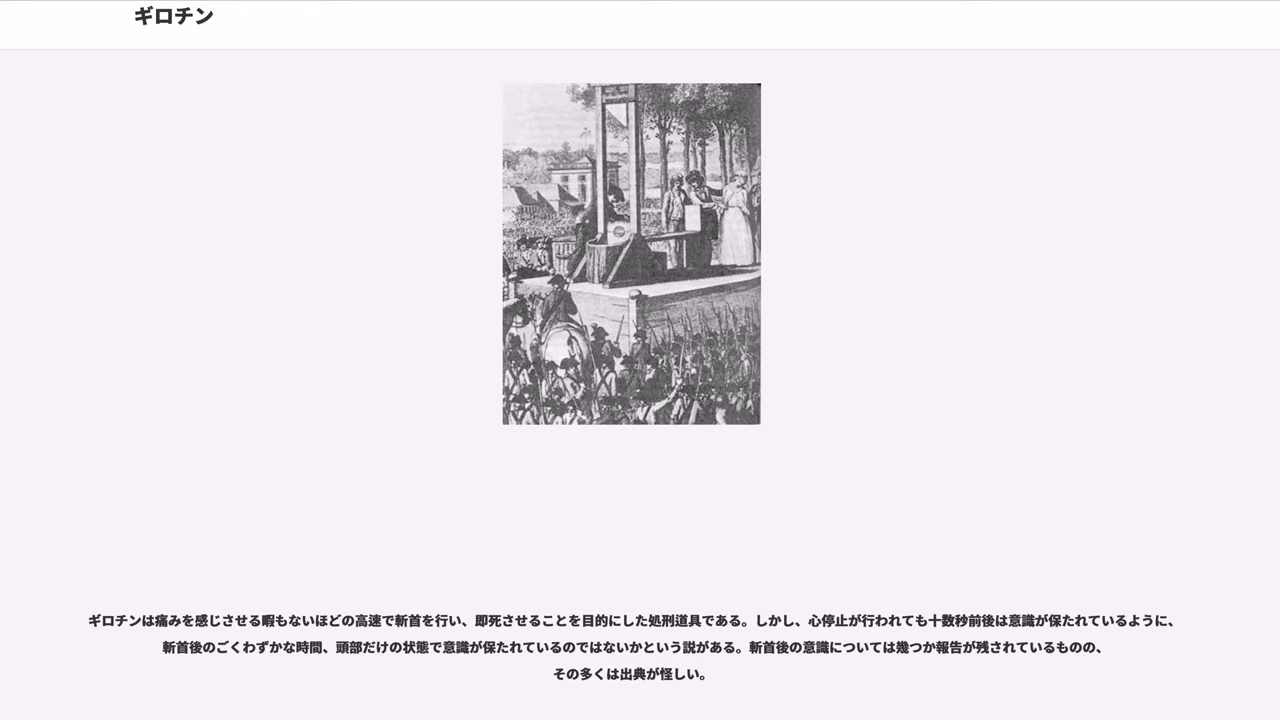 ギロチン
ギロチンは痛みを感じさせる暇もないほどの高速で斬首を行い、即死させることを目的にした処刑道具である。しかし、心停止が行われても十数秒前後は意識が保たれているように、
斬首後のごくわずかな時間、頭部だけの状態で意識が保たれているのではないかという説がある。斬首後の意識については幾つか報告が残されているものの、
その多くは出典が怪しい。